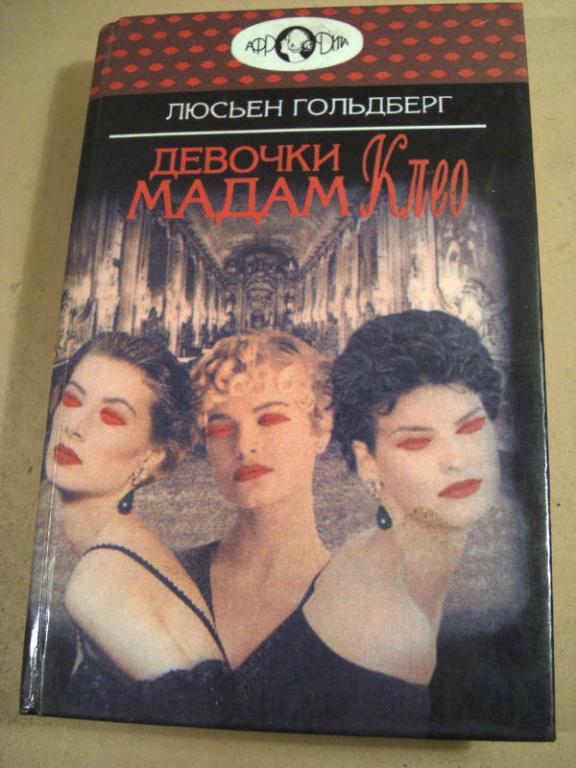 АФРОДИТА
ЛЮСЬЕН ГОЛЬДБЕРГ
ДЕВОЧКИ
МАДАМ Клео